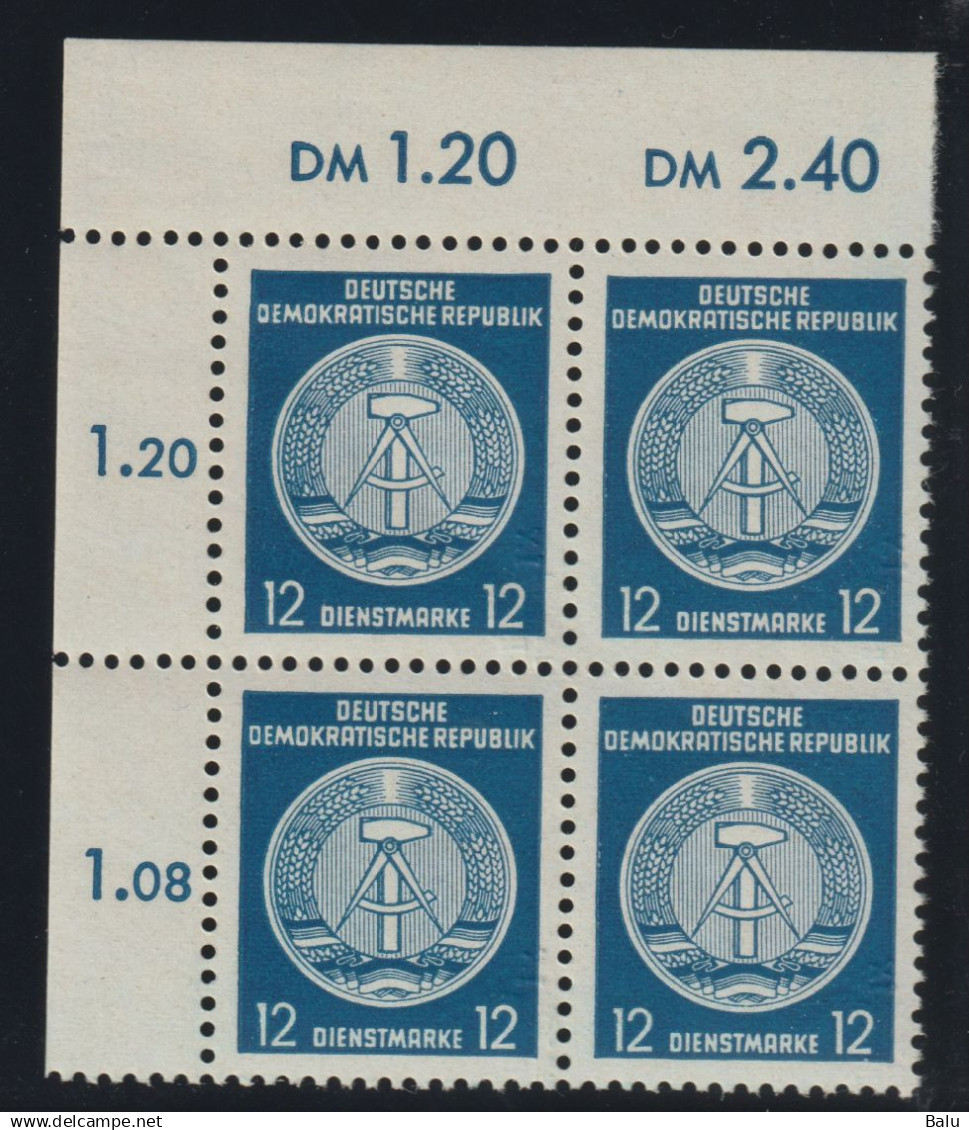 DM 1.20 DM 2.40
DEUTSCHE
DEMOKRATISCHE REPUBLIK
12 DIENSTMARKE 12
DEUTSCHE
DEMOKRATISCHE REPUBLIK
12 DIENSTMARKE 12
1.20
DEUTSCHE
DEMOKRATISCHE REPUBLIK
12 DIENSTMARKE 12
DEUTSCHE
DEMOKRATISCHE REPUBLIK
12 DIENSTMARKE 12
1.08
www.delcampe.net
Balu